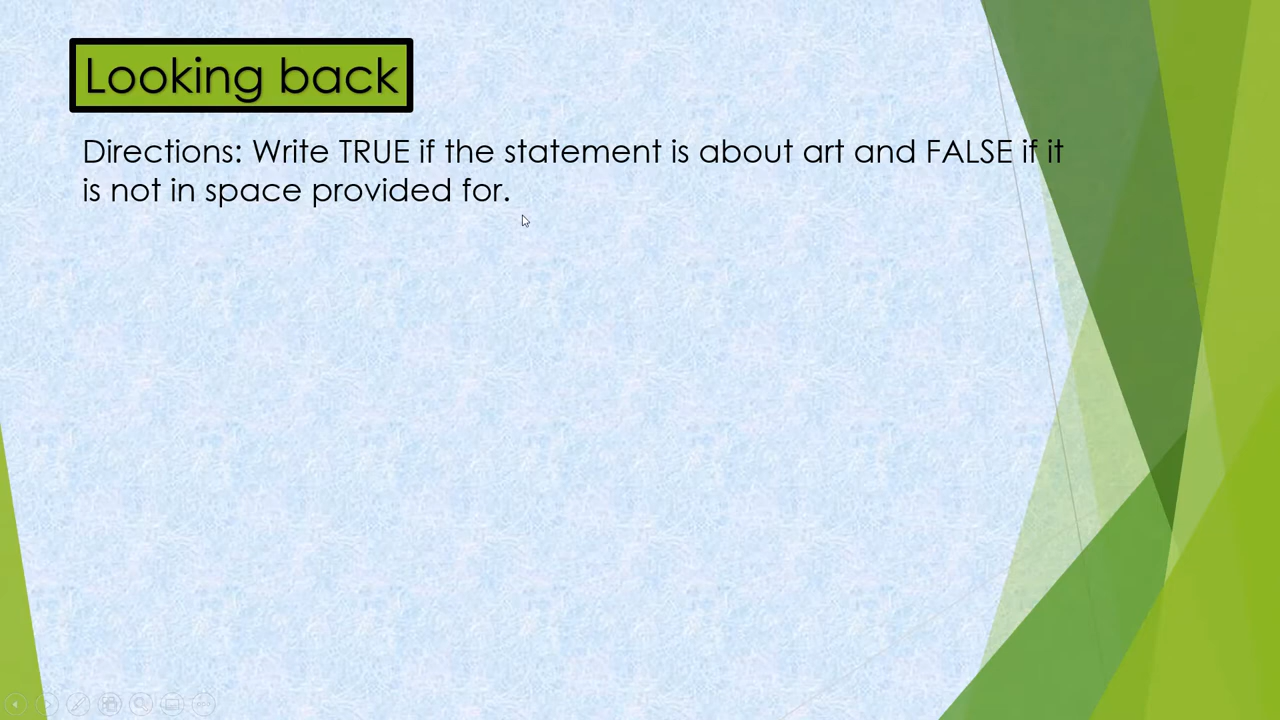 Looking back
Directions: Write TRUE if the statement is about art and FALSE if it
is not in space provided for.